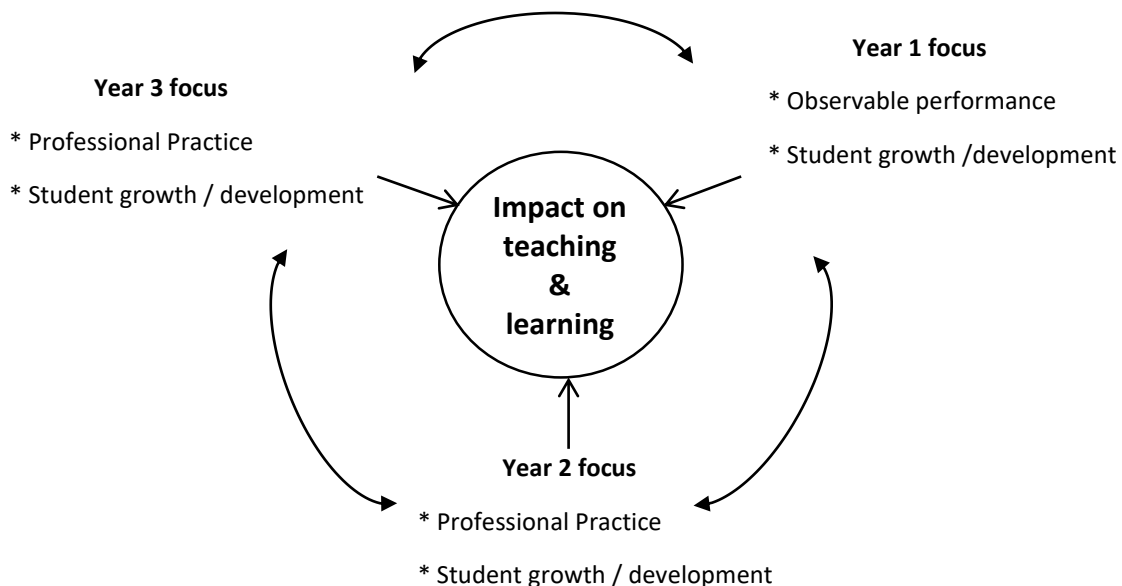 Year 3 focus
* Professional Practice
* Student growth / development
Year 1 focus
* Observable performance
* Student growth /development
Impact on
teaching
&
learning
Year 2 focus
* Professional Practice
* Student growth / development